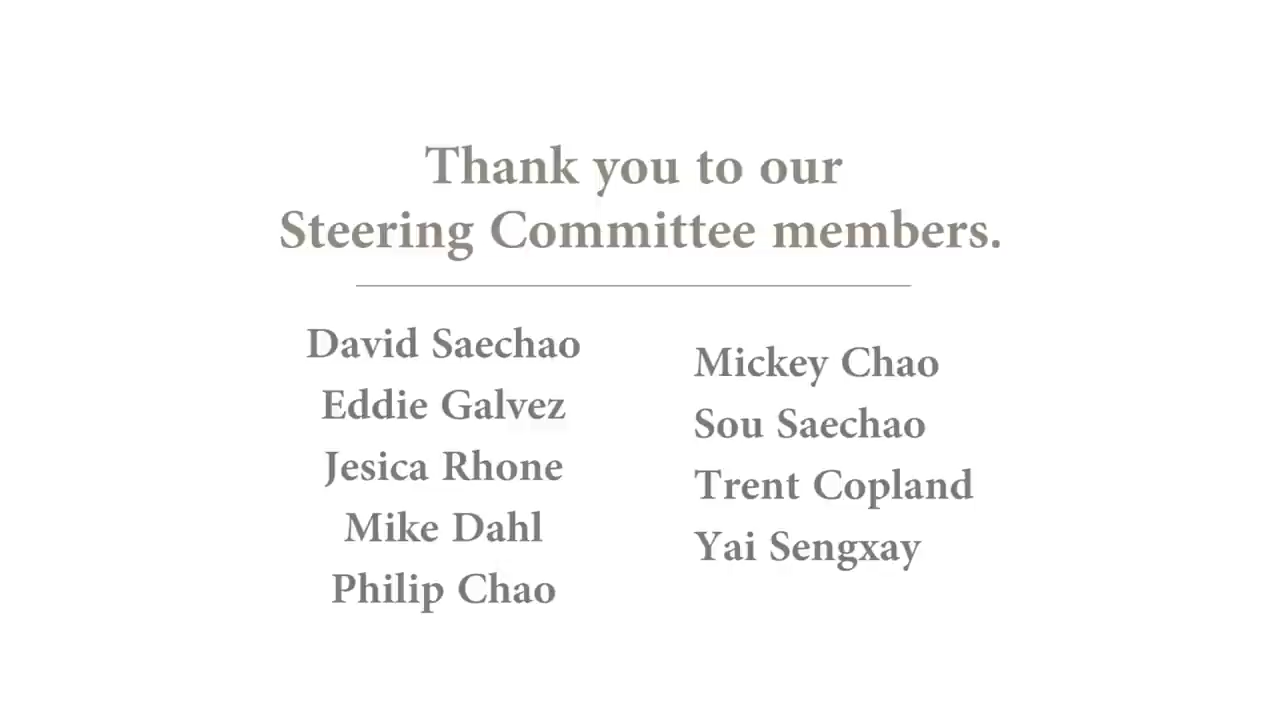 Thank you to our
Steering Committee members.
David Saechao
Eddie Galvez
Jesica Rhone
Mike Dahl
Philip Chao
Mickey Chao
Sou Saechao
Trent Copland
Yai Sengxay